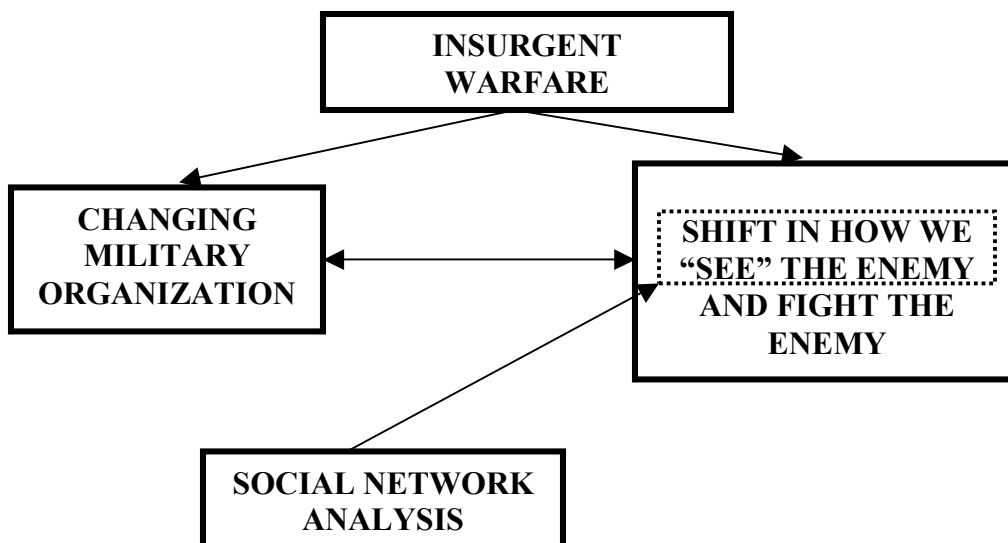 INSURGENT
WARFARE
CHANGING
MILITARY
ORGANIZATION
SHIFT IN HOW WE
“SEE” THE ENEMY
AND FIGHT THE
ENEMY
SOCIAL NETWORK
ANALYSIS